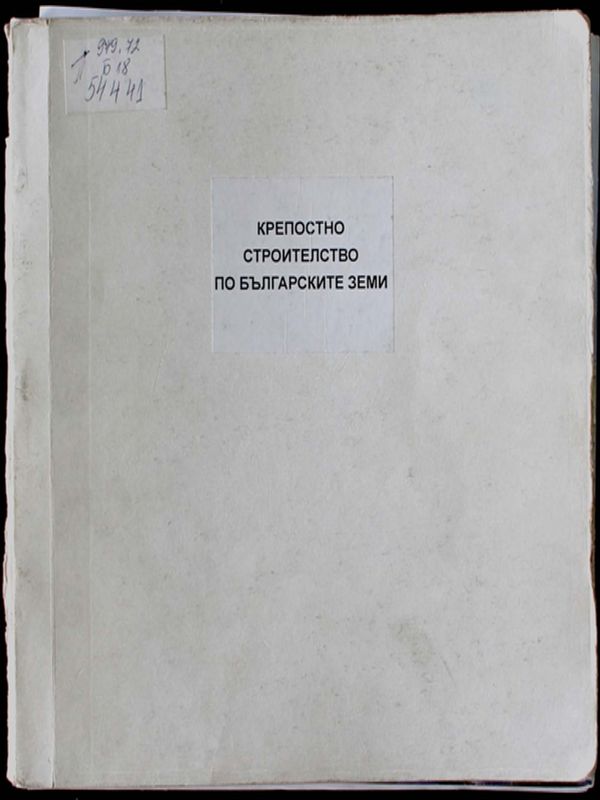 949.72
Б 18
54441
КРЕПОСТНО
СТРОИТЕЛСТВО
ПО БЪЛГАРСКИТЕ ЗЕМИ